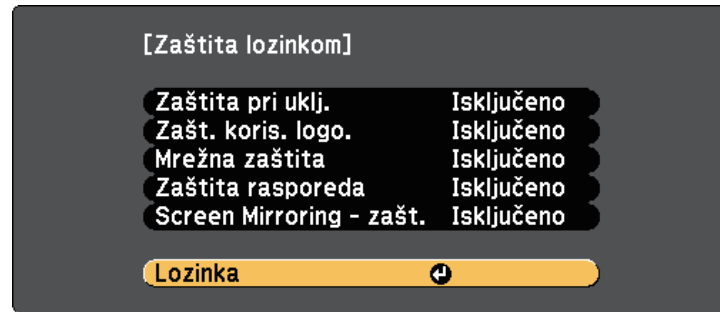 [Zaštita lozinkom]
Zaštita pri uklj. Isključeno
Zašt. koris. logo. Isključeno
Mrežna zaštita Isključeno
Zaštita rasporeda Isključeno
Screen Mirroring - zašt. Isključeno
Lozinka